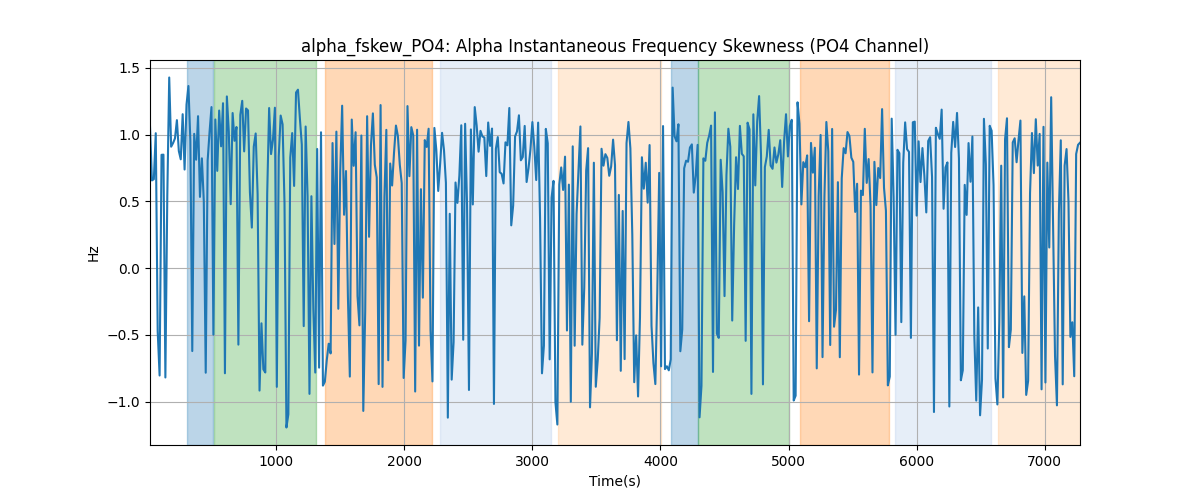 alpha_fskew_PO4: Alpha Instantaneous Frequency Skewness (PO4 Channel)
1.5
1.0
0.5
0.0
−0.5
−1.0
Hz
1000 2000 3000 4000 5000 6000 7000
Time(s)